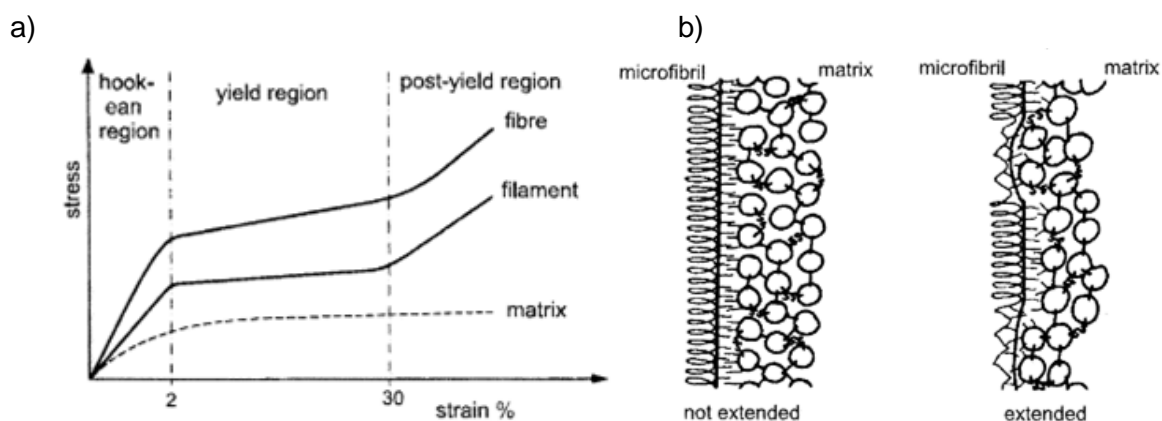 a)
b)
hook-
ean
region
yield region
post-yield region
fibre
filament
matrix
stress
2
30
strain %
microfibril
matrix
not extended
microfibril
matrix
extended